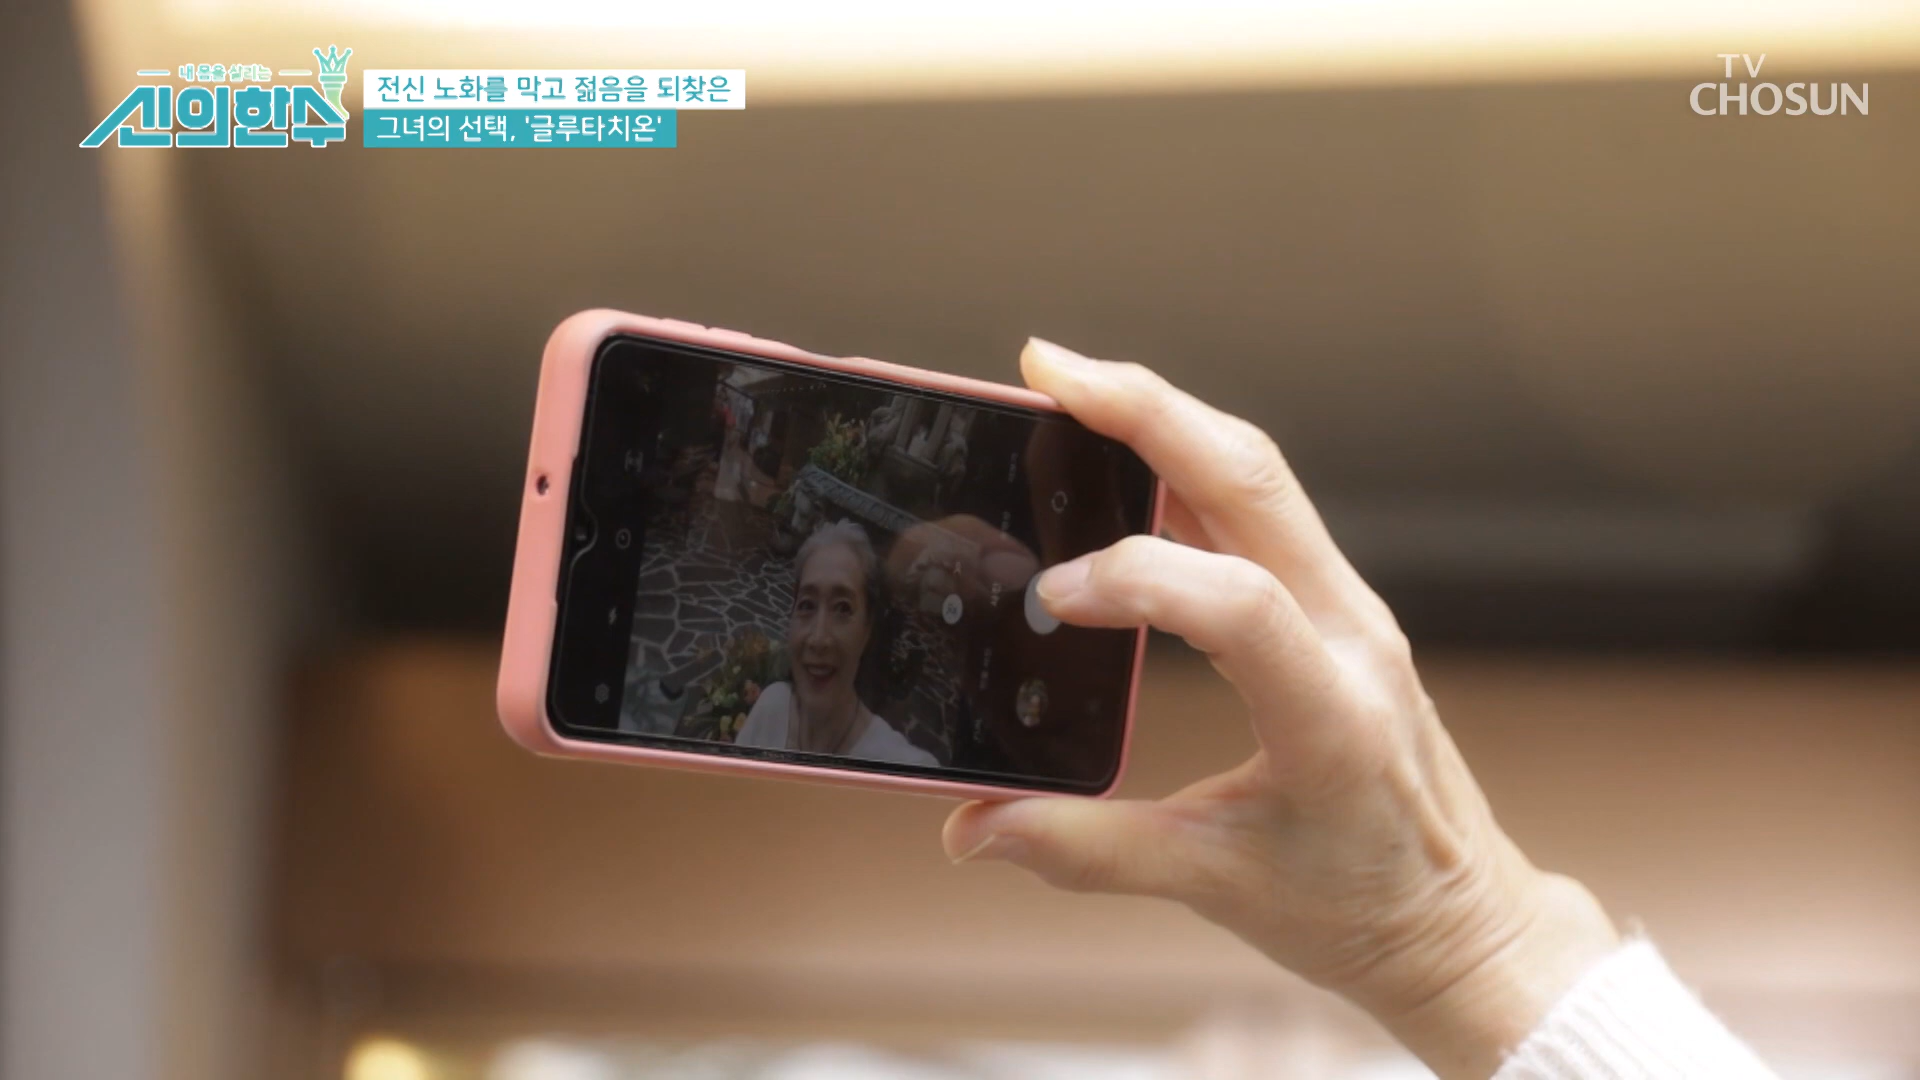 내 몸을 살리는
신의 한 수
전신 노화를 막고 젊음을 되찾은
그녀의 선택, '글루타치온'
TV
CHOSUN